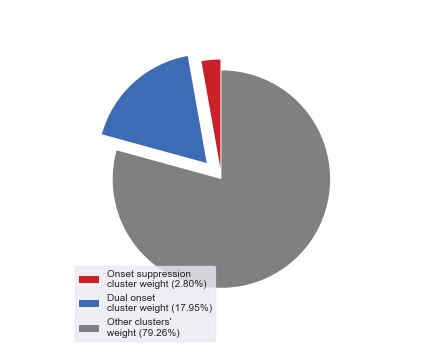 Onset suppression
cluster weight (2.80%)
Dual onset
cluster weight (17.95%)
Other clusters'
weight (79.26%)